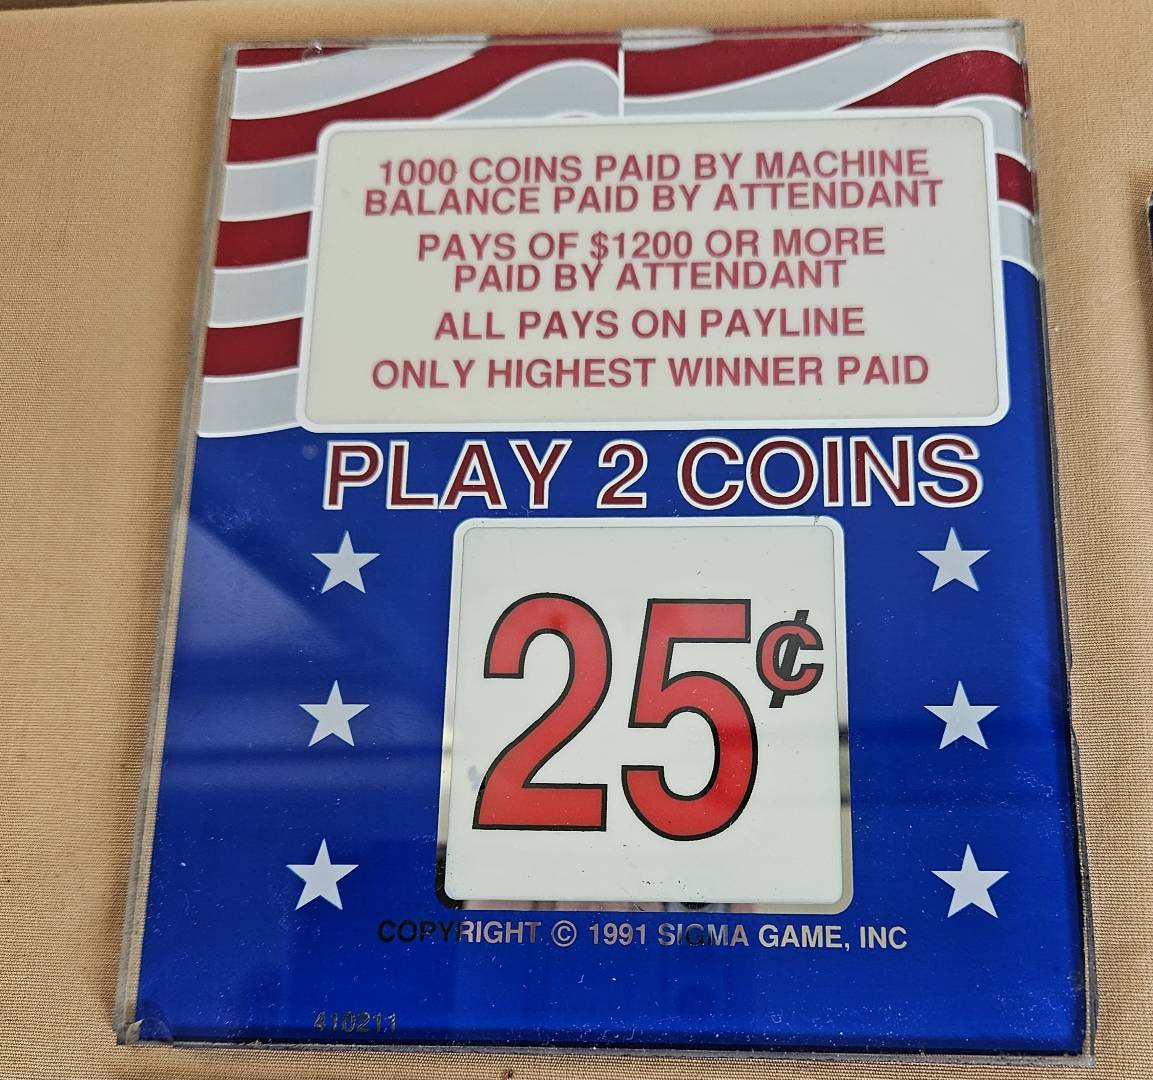 1000 COINS PAID BY MACHINE
BALANCE PAID BY ATTENDANT
PAYS OF $1200 OR MORE
PAID BY ATTENDANT
ALL PAYS ON PAYLINE
ONLY HIGHEST WINNER PAID
PLAY 2 COINS
25¢
COPYRIGHT © 1991 SIGMA GAME, INC
410211